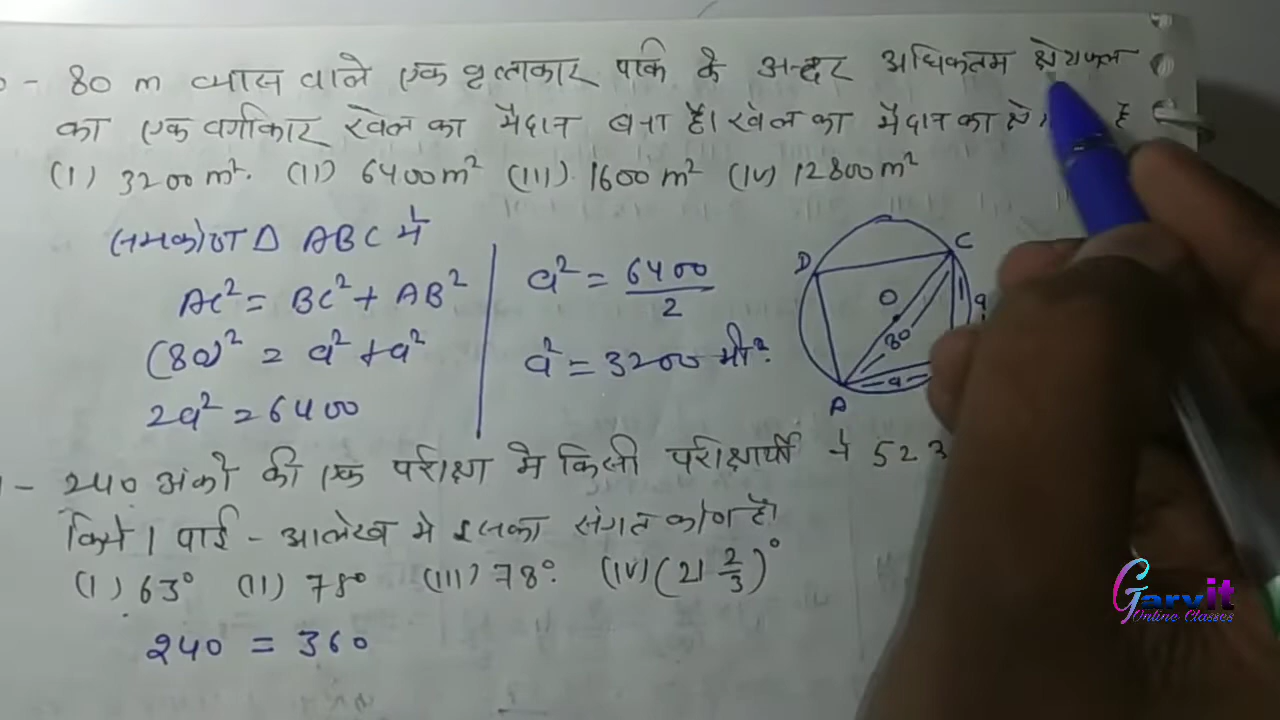 - 80 m व्यास वाले एक वृत्ताकार पार्क के अन्दर अधिकतम क्षेत्रफल
का एक वर्गाकार खेल का मैदान बना है। खेल का मैदान का है
(I) 3200 m². (II) 6400 m² (III) 1600 m² (IV) 12800 m²
समकोण Δ ABC में
AC² = BC² + AB²
(80)² = a² + a²
2a² = 6400
a² = 6400/2
a² = 3200 मी²
D
C
O
80
a
a
A
- 240 अंको की एक परीक्षा मे किसी परीक्षार्थी ने 52
किये। पाई - आलेख मे इसका संगत कोण है।
(I) 63° (II) 78° (III) 78°. (IV) (21 2/3)°
240 = 360
Garvit
Online Classes